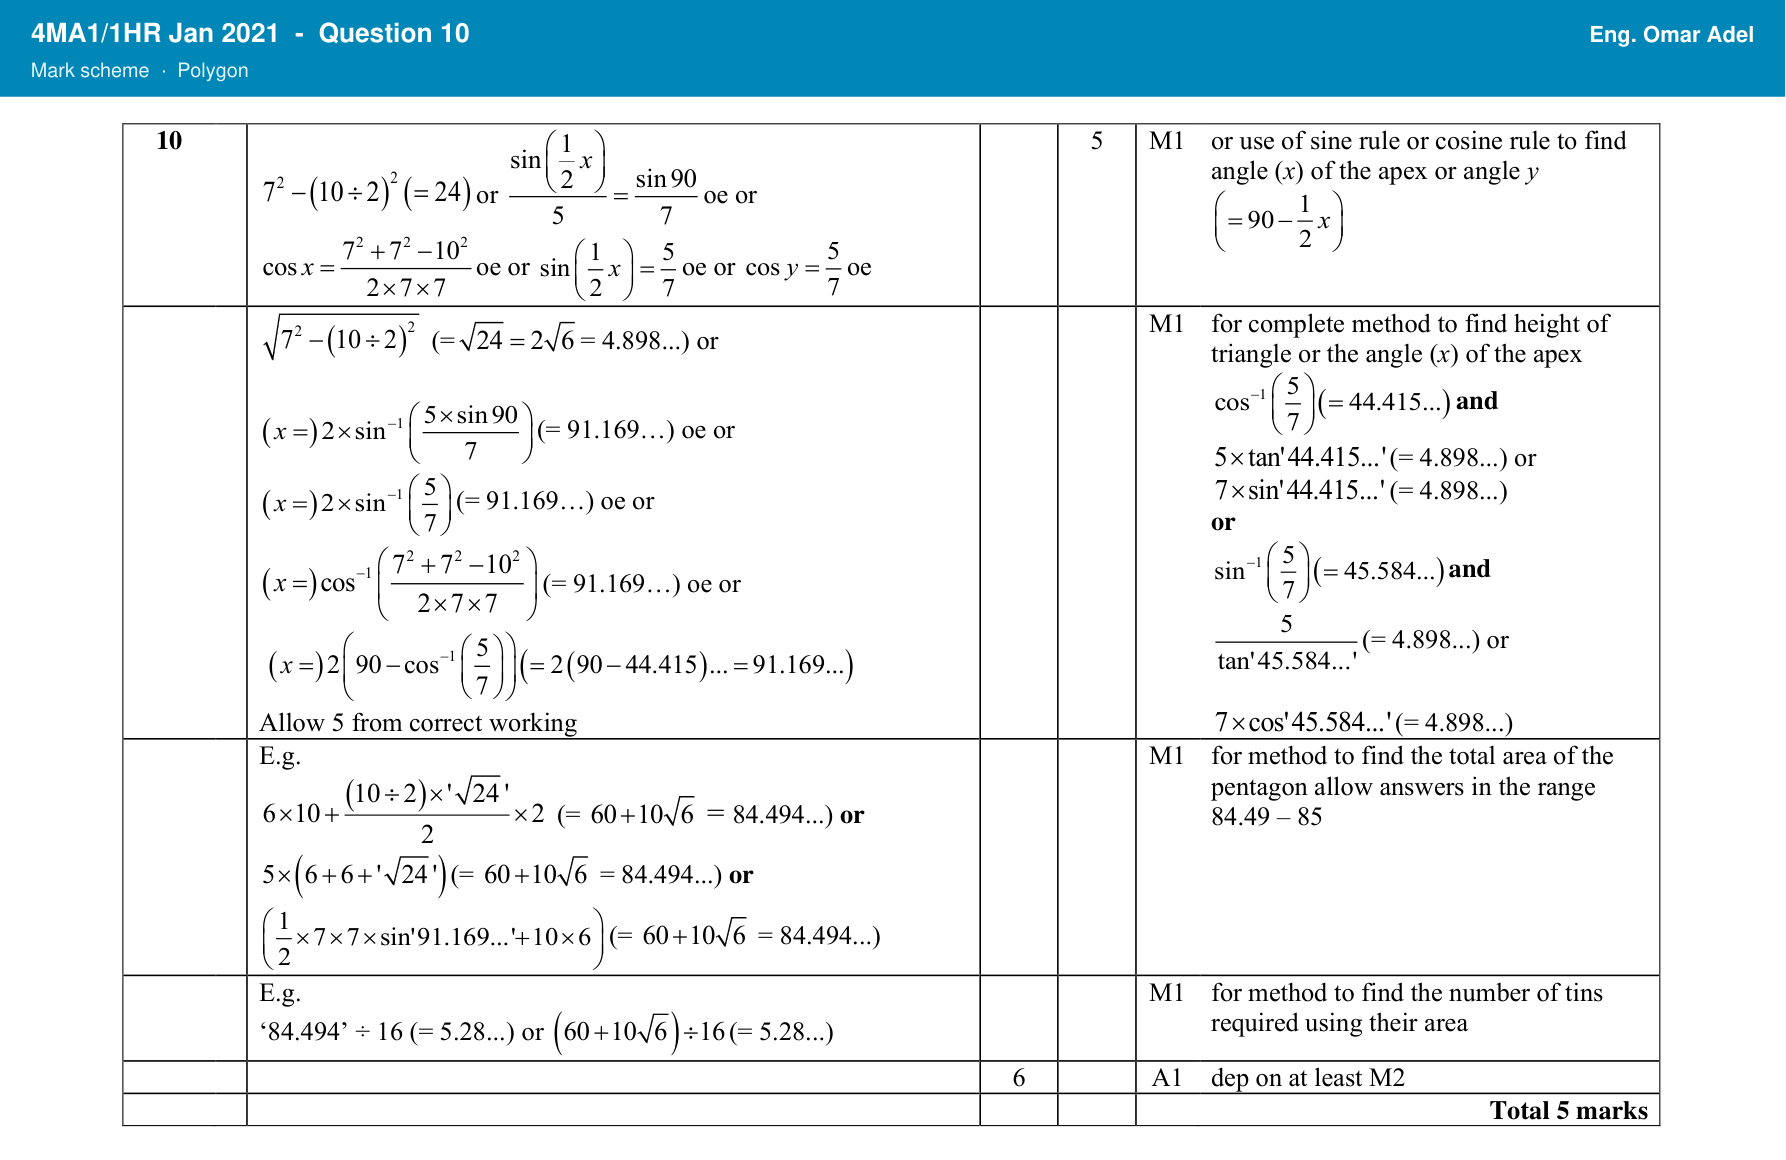 4MA1/1HR Jan 2021 - Question 10
Eng. Omar Adel
Mark scheme · Polygon
10
7² − (10 ÷ 2)² (= 24) or sin(1/2 x)/5 = sin 90/7 oe or
cos x = (7² + 7² − 10²)/(2 × 7 × 7) oe or sin(1/2 x) = 5/7 oe or cos y = 5/7 oe
5
M1 or use of sine rule or cosine rule to find
angle (x) of the apex or angle y
(= 90 − 1/2 x)
√(7² − (10 ÷ 2)²) (= √24 = 2√6 = 4.898...) or
(x =) 2 × sin⁻¹((5 × sin 90)/7) (= 91.169…) oe or
(x =) 2 × sin⁻¹(5/7) (= 91.169…) oe or
(x =) cos⁻¹((7² + 7² − 10²)/(2 × 7 × 7)) (= 91.169…) oe or
(x =) 2(90 − cos⁻¹(5/7)) (= 2(90 − 44.415)... = 91.169...)
Allow 5 from correct working
M1 for complete method to find height of
triangle or the angle (x) of the apex
cos⁻¹(5/7) (= 44.415...) and
5 × tan'44.415...' (= 4.898...) or
7 × sin'44.415...' (= 4.898...)
or
sin⁻¹(5/7) (= 45.584...) and
5/tan'45.584...' (= 4.898...) or
7 × cos'45.584...' (= 4.898...)
E.g.
6 × 10 + ((10 ÷ 2) × '√24')/2 × 2 (= 60 + 10√6 = 84.494...) or
5 × (6 + 6 + '√24') (= 60 + 10√6 = 84.494...) or
(1/2 × 7 × 7 × sin'91.169...' + 10 × 6) (= 60 + 10√6 = 84.494...)
M1 for method to find the total area of the
pentagon allow answers in the range
84.49 – 85
E.g.
‘84.494’ ÷ 16 (= 5.28...) or (60 + 10√6) ÷ 16 (= 5.28...)
M1 for method to find the number of tins
required using their area
6
A1 dep on at least M2
Total 5 marks